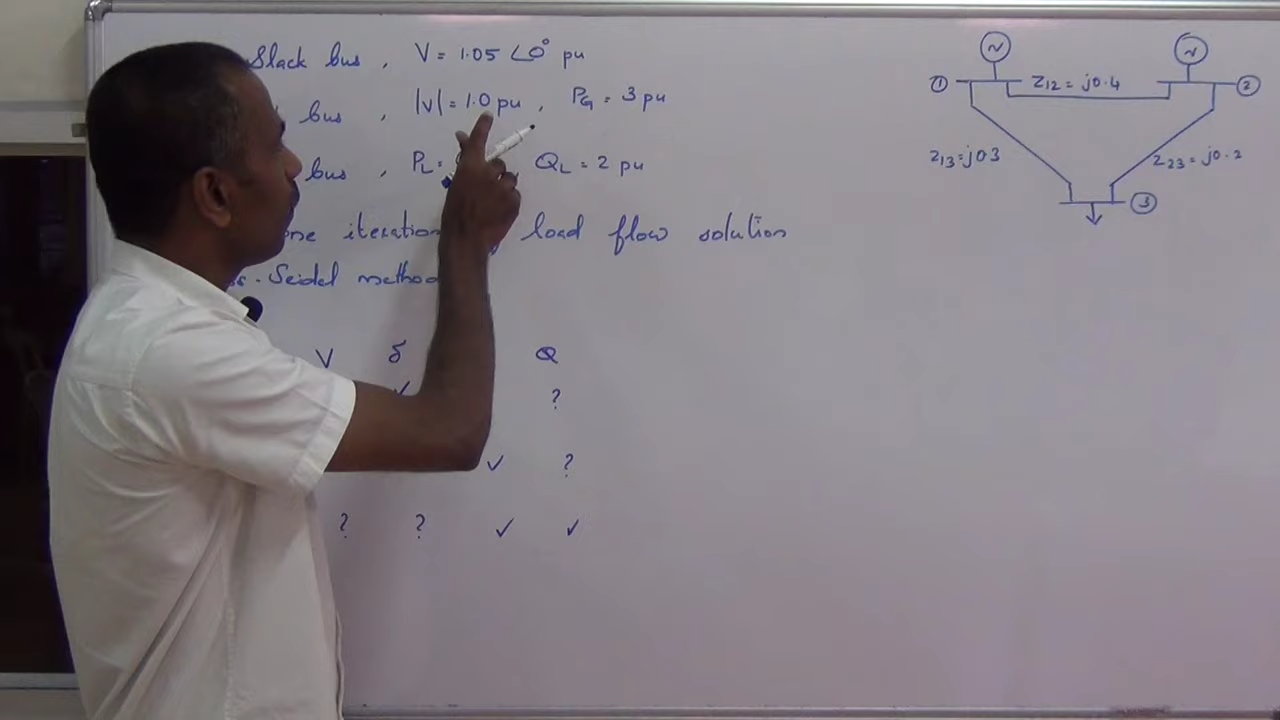 Slack bus , V = 1.05 ∠0° pu
bus , |V| = 1.0 pu , PG = 3 pu
bus , PL = QL = 2 pu
one iteration load flow solution
Seidel method
V δ Q
✓ ?
✓ ?
? ? ✓ ✓
~ ~
① Z12 = j0.4 ②
Z13 = j0.3 Z23 = j0.2
③